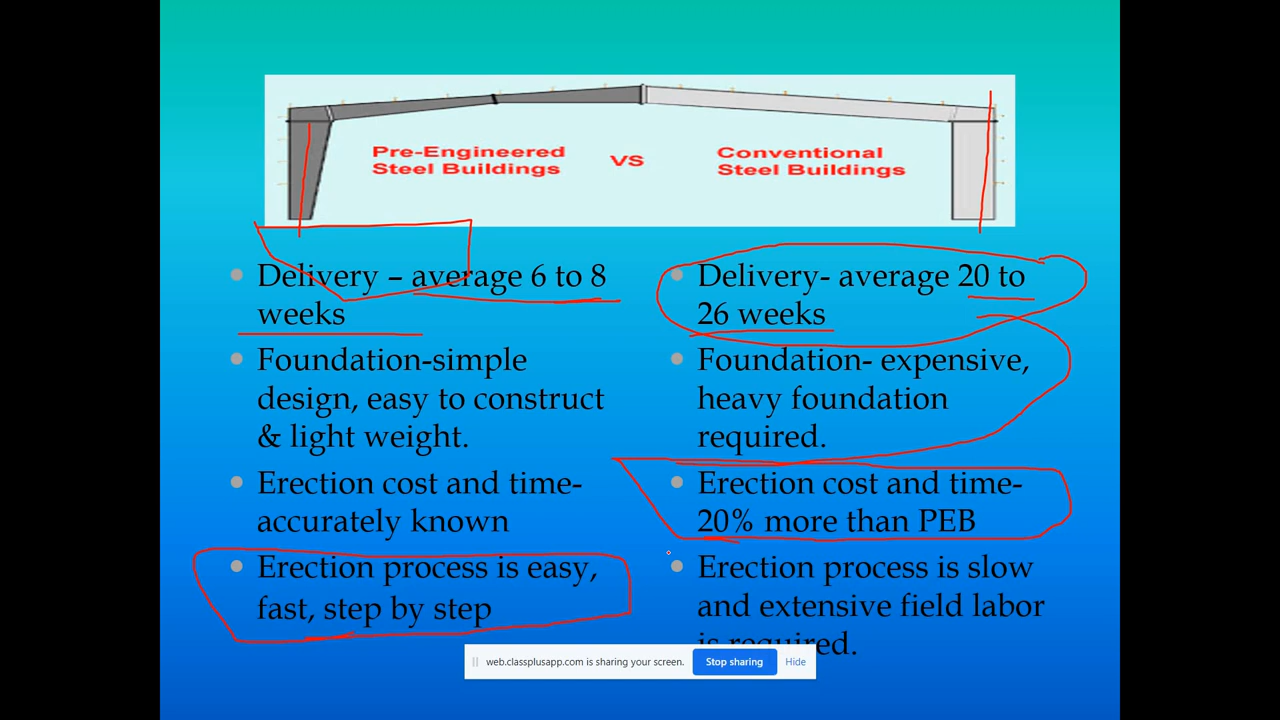 Pre-Engineered
Steel Buildings
VS
Conventional
Steel Buildings
• Delivery – average 6 to 8
weeks
• Foundation-simple
design, easy to construct
& light weight.
• Erection cost and time-
accurately known
• Erection process is easy,
fast, step by step
• Delivery- average 20 to
26 weeks
• Foundation- expensive,
heavy foundation
required.
• Erection cost and time-
20% more than PEB
• Erection process is slow
and extensive field labor
is required.
web.classplusapp.com is sharing your screen.
Stop sharing
Hide